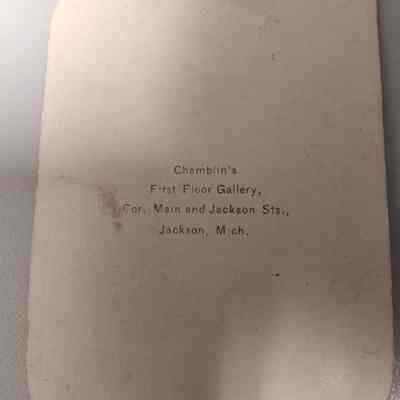 Chamblin's
First Floor Gallery,
Cor. Main and Jackson Sts.,
Jackson, Mich.